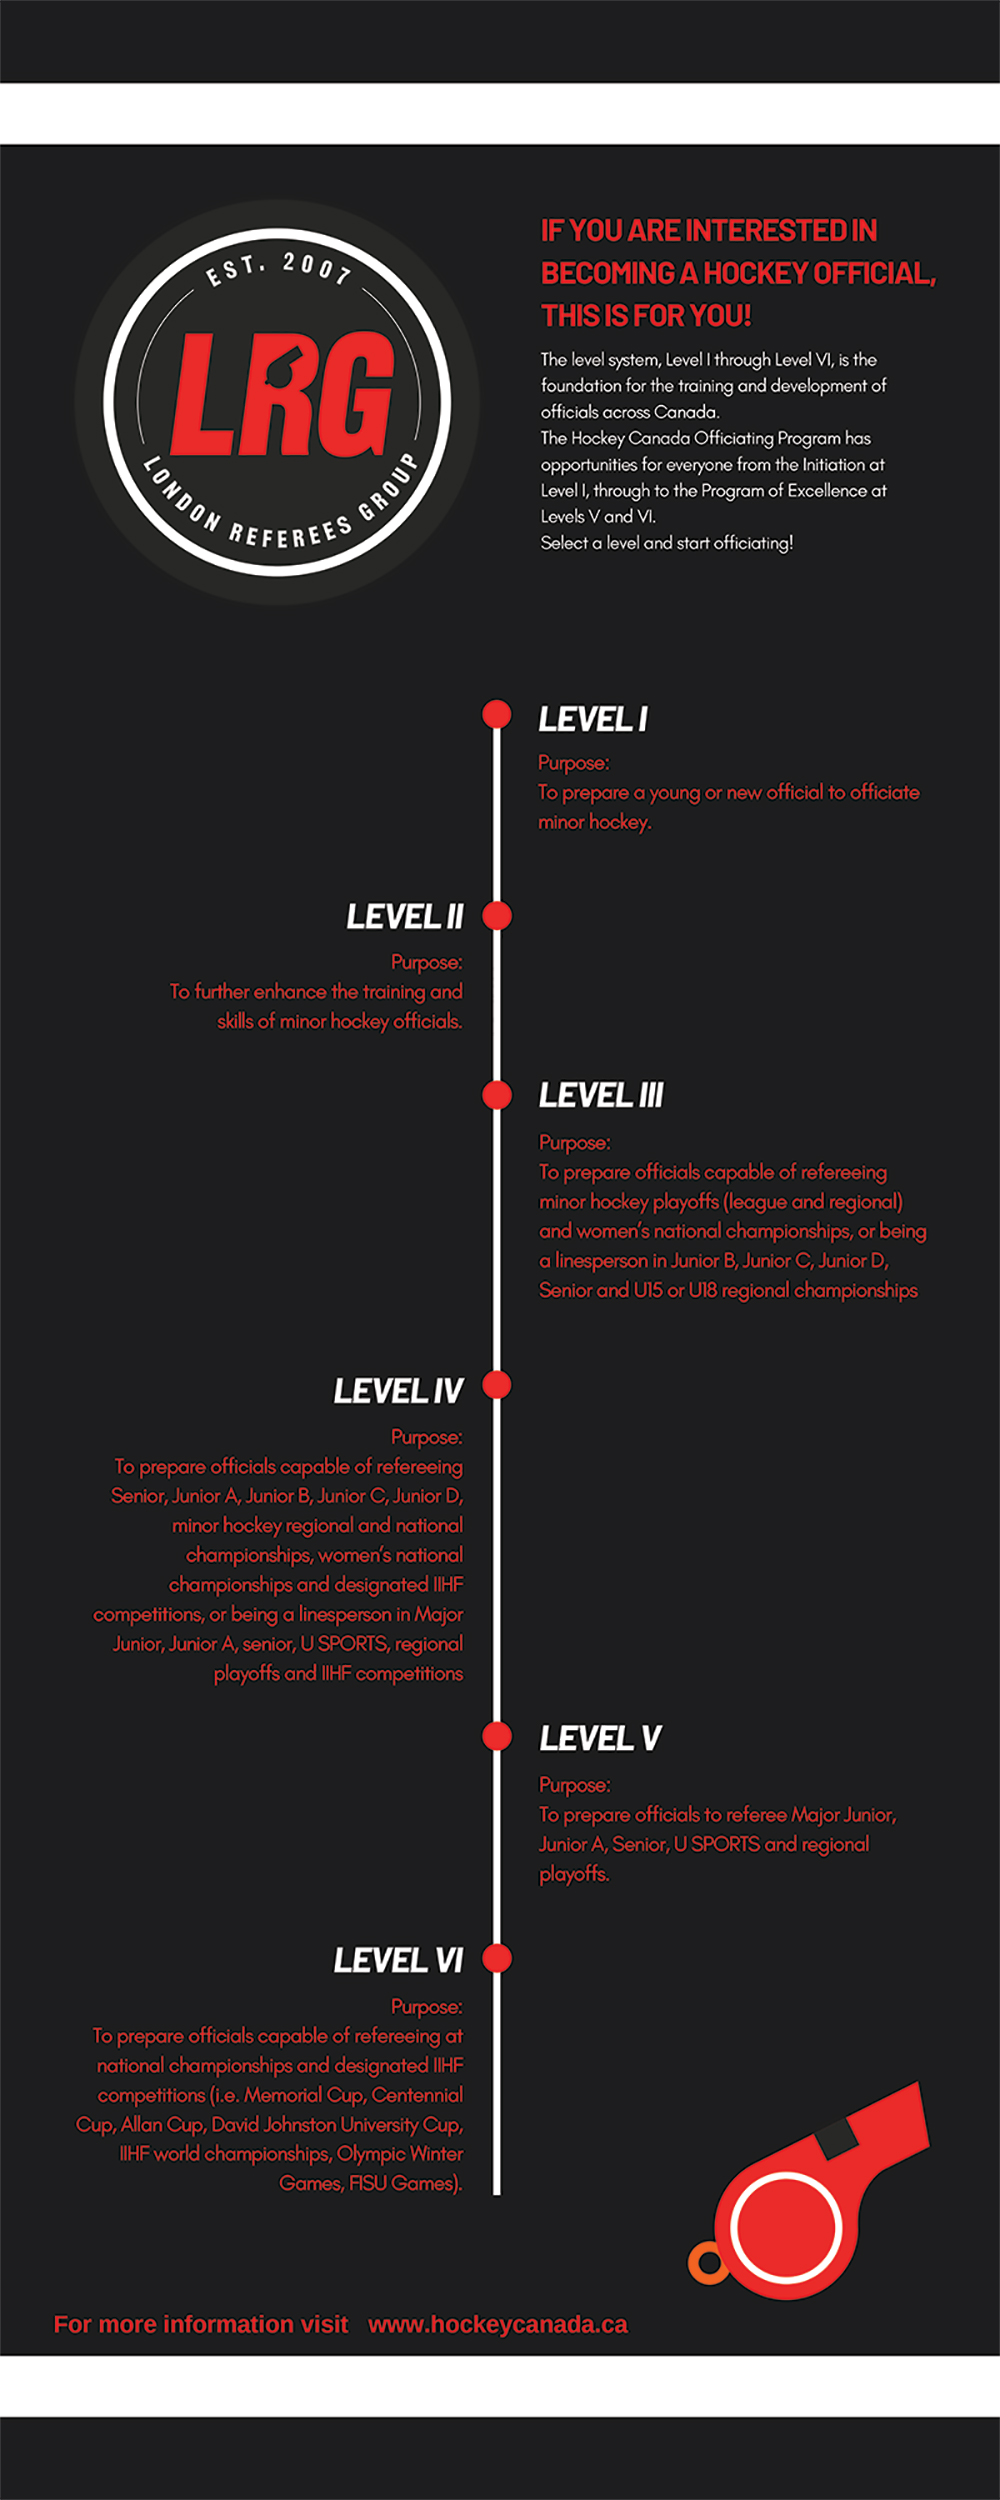 EST. 2007
LRG
LONDON REFEREES GROUP
IF YOU ARE INTERESTED IN
BECOMING A HOCKEY OFFICIAL,
THIS IS FOR YOU!
The level system, Level I through Level VI, is the
foundation for the training and development of
officials across Canada.
The Hockey Canada Officiating Program has
opportunities for everyone from the Initiation at
Level I, through to the Program of Excellence at
Levels V and VI.
Select a level and start officiating!
LEVEL I
Purpose:
To prepare a young or new official to officiate
minor hockey.
LEVEL II
Purpose:
To further enhance the training and
skills of minor hockey officials.
LEVEL III
Purpose:
To prepare officials capable of refereeing
minor hockey playoffs (league and regional)
and women's national championships, or being
a linesperson in Junior B, Junior C, Junior D,
Senior and U15 or U18 regional championships
LEVEL IV
Purpose:
To prepare officials capable of refereeing
Senior, Junior A, Junior B, Junior C, Junior D,
minor hockey regional and national
championships, women's national
championships and designated IIHF
competitions, or being a linesperson in Major
Junior, Junior A, senior, U SPORTS, regional
playoffs and IIHF competitions
LEVEL V
Purpose:
To prepare officials to referee Major Junior,
Junior A, Senior, U SPORTS and regional
playoffs.
LEVEL VI
Purpose:
To prepare officials capable of refereeing at
national championships and designated IIHF
competitions (i.e. Memorial Cup, Centennial
Cup, Allan Cup, David Johnston University Cup,
IIHF world championships, Olympic Winter
Games, FISU Games).
For more information visit www.hockeycanada.ca